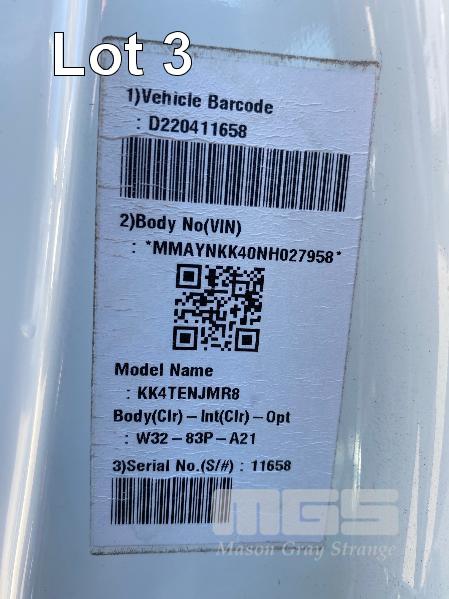 Lot 3
1)Vehicle Barcode
: D220411658
2)Body No(VIN)
: *MMAYNKK40NH027958*
Model Name
: KK4TENJMR8
Body(Clr)-Int(Clr)-Opt
: W32-83P-A21
3)Serial No.(S/#) : 11658
MGS
Mason Gray Strange